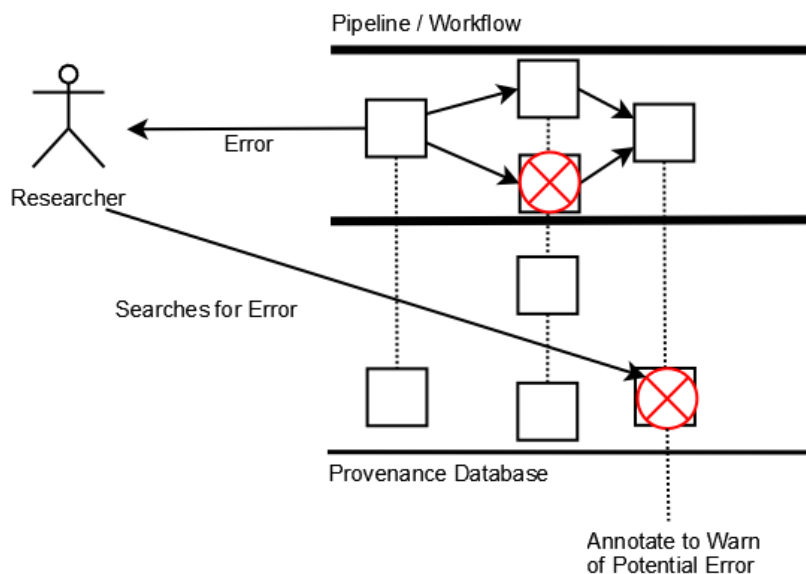 Pipeline / Workflow
Error
Researcher
Searches for Error
Provenance Database
Annotate to Warn
of Potential Error